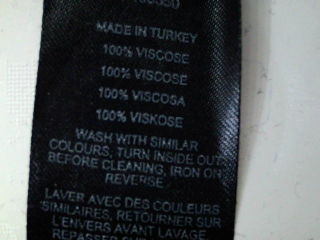 MADE IN TURKEY
100% VISCOSE
100% VISCOSE
100% VISCOSA
100% VISKOSE
WASH WITH SIMILAR
COLOURS, TURN INSIDE OUT
BEFORE CLEANING, IRON ON
REVERSE
LAVER AVEC DES COULEURS
SIMILAIRES, RETOURNER SUR
L'ENVERS AVANT LAVAGE,
REPASSER